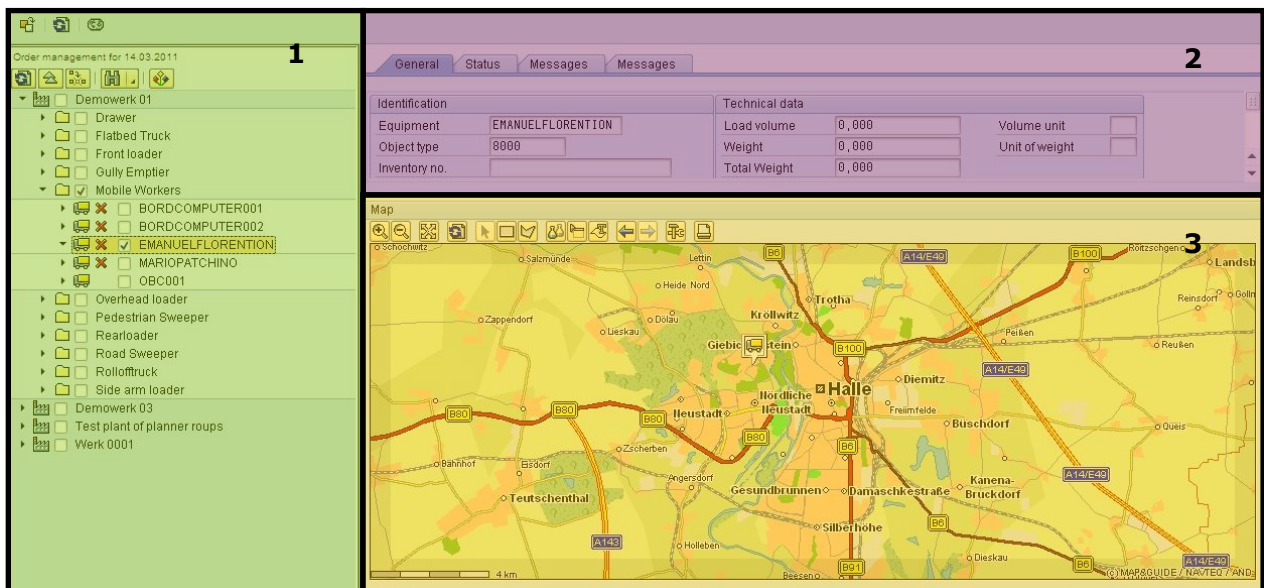 1
Order management for 14.03.2011
Demowerk 01
Drawer
Flatbed Truck
Front loader
Gully Emptier
Mobile Workers
BORDCOMPUTER001
BORDCOMPUTER002
EMANUELFLORENTION
MARIOPATCHINO
OBC001
Overhead loader
Pedestrian Sweeper
Rearloader
Road Sweeper
Rollofftruck
Side arm loader
Demowerk 03
Test plant of planner roups
Werk 0001
2
General Status Messages Messages
Identification Technical data
Equipment EMANUELFLORENTION Load volume 0,000 Volume unit
Object type 8000 Weight 0,000 Unit of weight
Inventory no. Total Weight 0,000
Map
3
Schochwitz Salzmünde Lettin B6 A14/E49 B100 Landsb
Heide Nord Reinsdorf Golln
Trotha
Zappendorf Dölau Kröllwitz
Lieskau Peißen
Giebic stein B100 Reußen
A14/E49
Diemitz
Halle
Nördliche
Neustadt Neustadt Freiimfelde
B80 B80 B80 Büschdorf Queis
B80 B6
Zscherben
Bahnhof Eisdorf
Angersdorf A14/E49
Gesundbrunnen Damaschkestraße Kanena-
Bruckdorf
Teutschenthal
Silberhöhe B6
A143 Holleben
Dieskau
B91 B6 A14/E49
4 km Beesen (c) MAP&GUIDE / NAVTEQ / AND